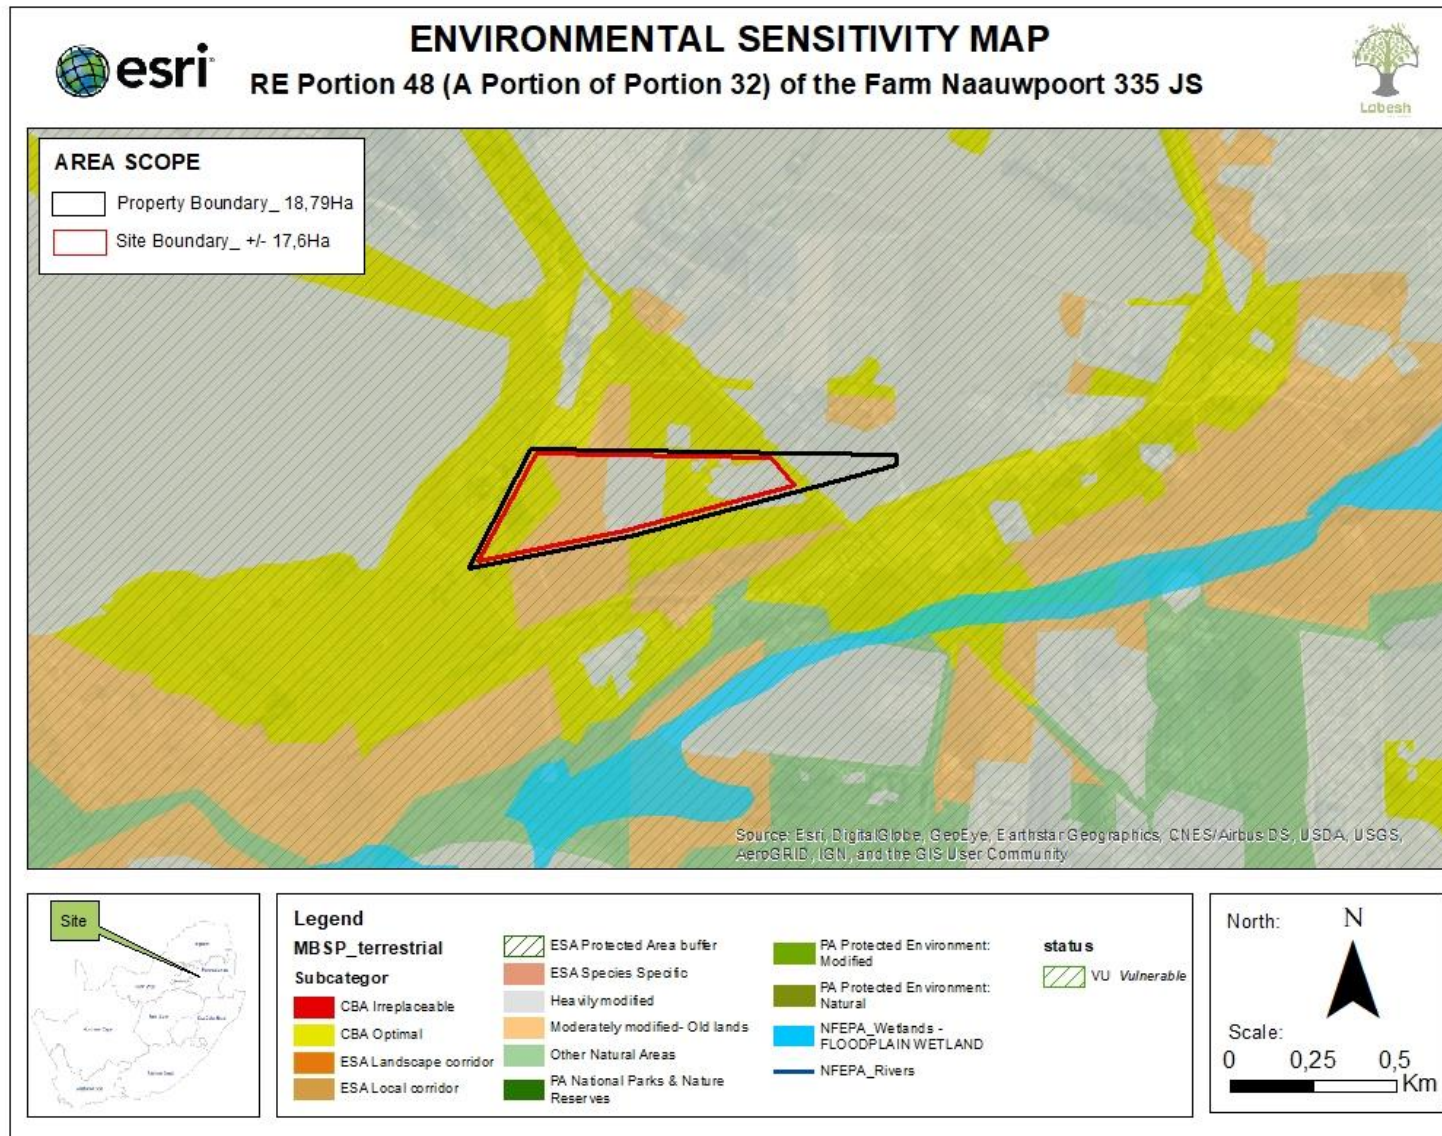 esri
ENVIRONMENTAL SENSITIVITY MAP
RE Portion 48 (A Portion of Portion 32) of the Farm Naauwpoort 335 JS
Labesh
AREA SCOPE
Property Boundary_ 18,79Ha
Site Boundary_ +/- 17,6Ha
Source: Esri, DigitalGlobe, GeoEye, Earthstar Geographics, CNES/Airbus DS, USDA, USGS,
AeroGRID, IGN, and the GIS User Community
Site
Legend
MBSP_terrestrial
Subcategor
CBA Irreplaceable
CBA Optimal
ESA Landscape corridor
ESA Local corridor
ESA Protected Area buffer
ESA Species Specific
Heavily modified
Moderately modified- Old lands
Other Natural Areas
PA National Parks & Nature
Reserves
PA Protected Environment:
Modified
PA Protected Environment:
Natural
NFEPA_Wetlands -
FLOODPLAIN WETLAND
NFEPA_Rivers
status
VU Vulnerable
North:
N
Scale:
0 0,25 0,5
Km